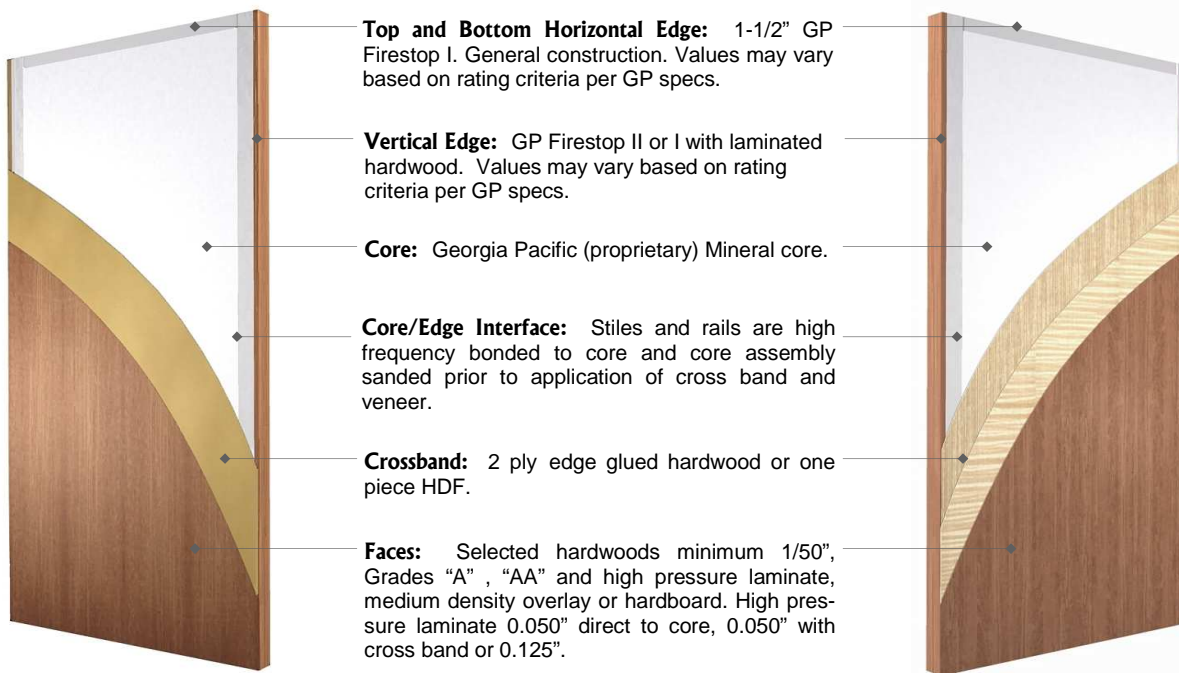 Top and Bottom Horizontal Edge: 1-1/2” GP
Firestop I. General construction. Values may vary
based on rating criteria per GP specs.
Vertical Edge: GP Firestop II or I with laminated
hardwood. Values may vary based on rating
criteria per GP specs.
Core: Georgia Pacific (proprietary) Mineral core.
Core/Edge Interface: Stiles and rails are high
frequency bonded to core and core assembly
sanded prior to application of cross band and
veneer.
Crossband: 2 ply edge glued hardwood or one
piece HDF.
Faces: Selected hardwoods minimum 1/50”,
Grades “A” , “AA” and high pressure laminate,
medium density overlay or hardboard. High pres-
sure laminate 0.050” direct to core, 0.050” with
cross band or 0.125”.